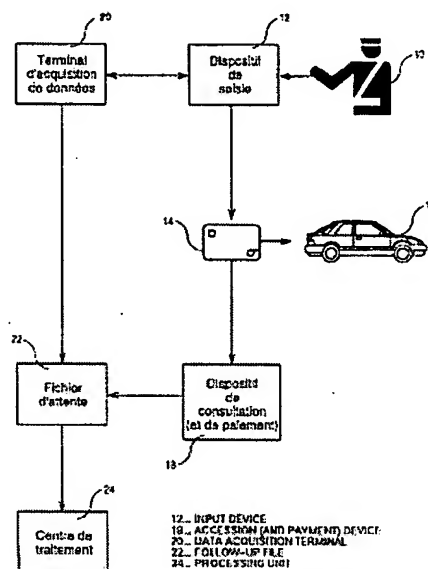 20
12
Terminal
d'acquisition
de données
Dispositif
de
saisie
14
22
Fichier
d'attente
Dispositif
de
consultation
(et de paiement)
18
24
Centre de
traitement
12... INPUT DEVICE
18... ACCESSION (AND PAYMENT) DEVICE
20... DATA ACQUISITION TERMINAL
22... FOLLOW-UP FILE
24... PROCESSING UNIT